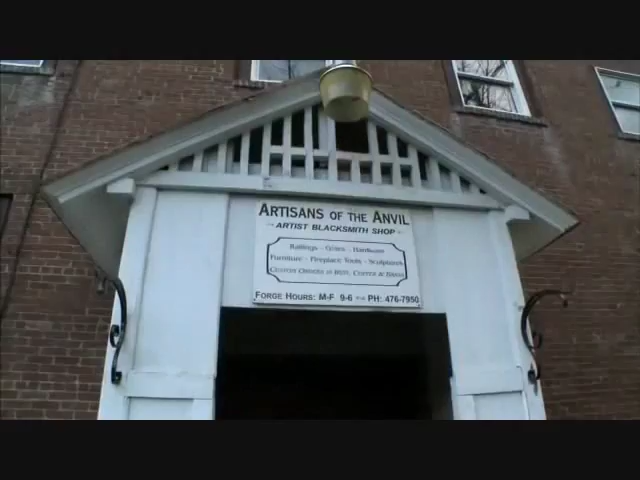 ARTISANS OF THE ANVIL
ARTIST BLACKSMITH SHOP
Railings - Grates - Hardware
Furniture - Fireplace Tools - Sculptures
Custom Orders in Iron, Copper & Brass
FORGE HOURS: M-F 9-6 PH: 476-7950